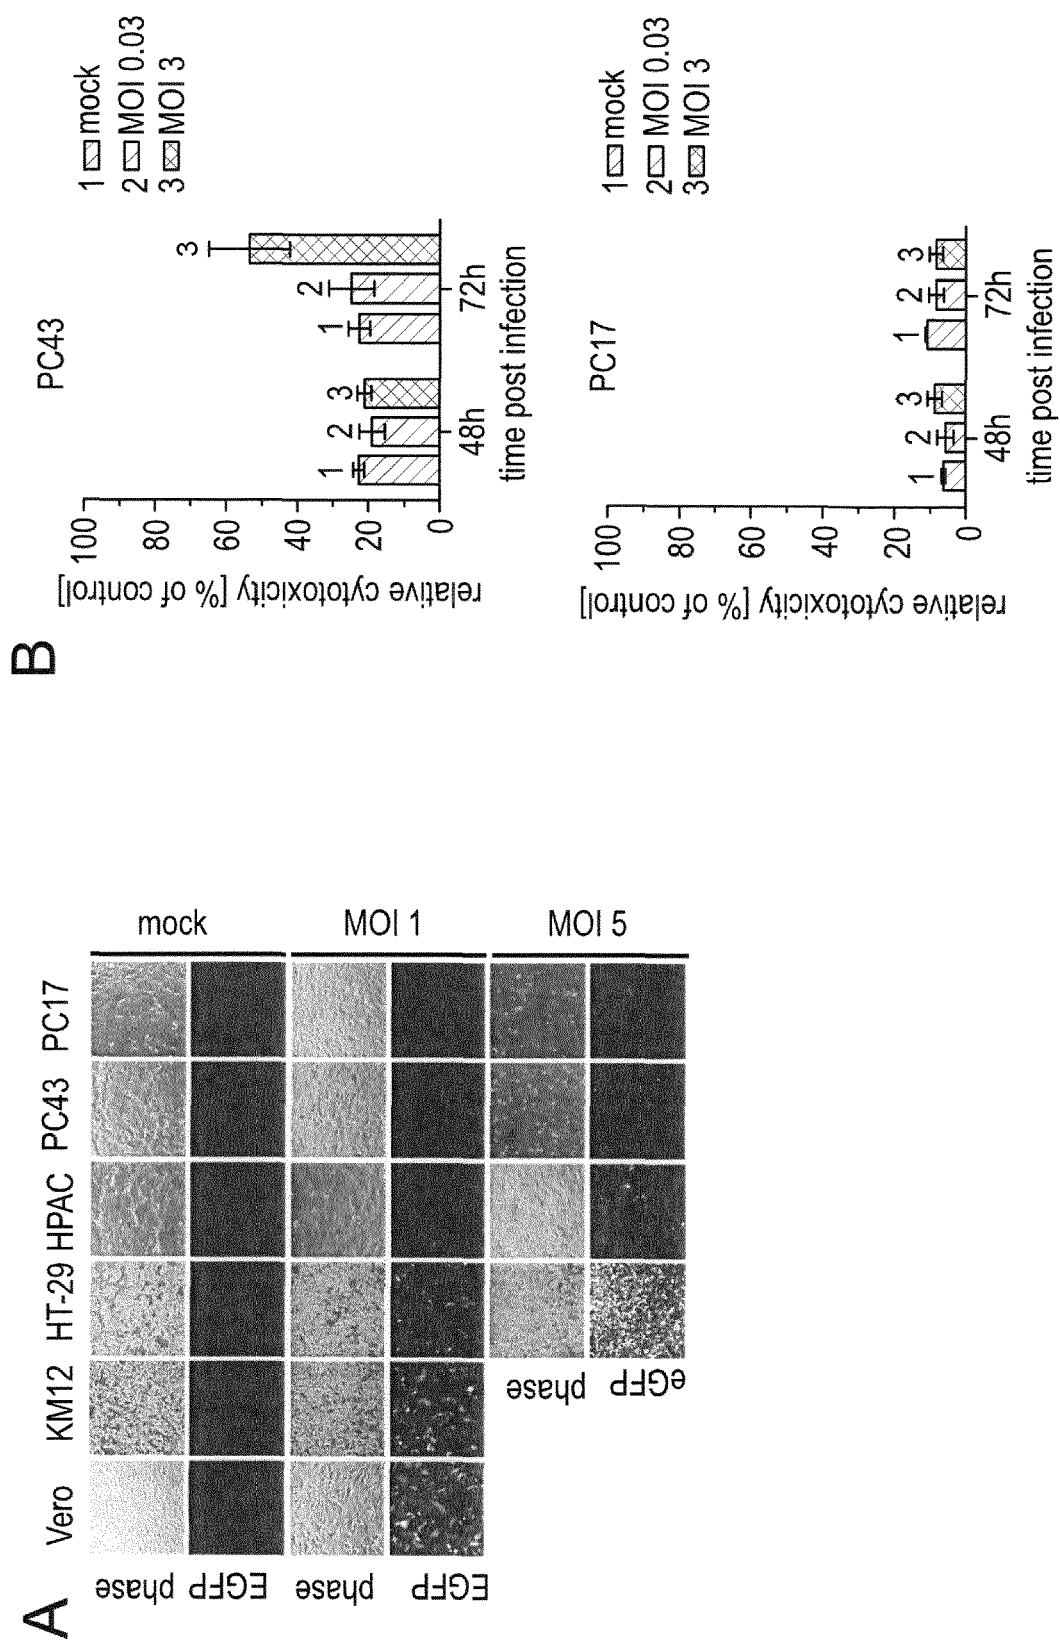 A
Vero KM12 HT-29 HPAC PC43 PC17
phase
EGFP
mock
phase
EGFP
MOI 1
phase
eGFP
MOI 5
B
PC43
relative cytotoxicity [% of control]
100
80
60
40
20
0
1 2 3
1 2 3
48h 72h
time post infection
1 mock
2 MOI 0.03
3 MOI 3
PC17
relative cytotoxicity [% of control]
100
80
60
40
20
0
1 2 3
1 2 3
48h 72h
time post infection
1 mock
2 MOI 0.03
3 MOI 3